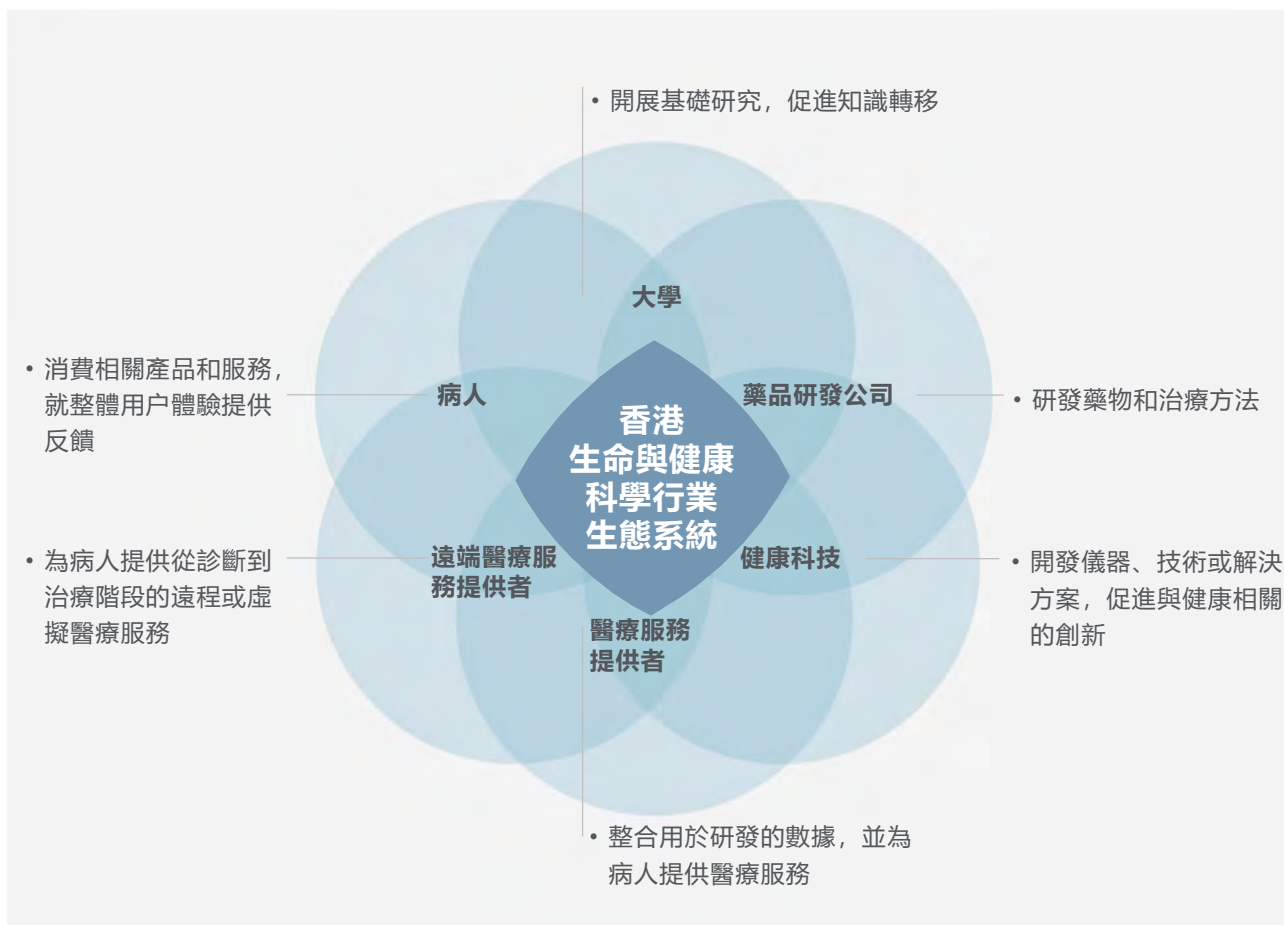 • 開展基礎研究，促進知識轉移
大學
• 消費相關產品和服務，
就整體用户體驗提供
反饋
病人
藥品研發公司
• 研發藥物和治療方法
香港
生命與健康
科學行業
生態系統
• 為病人提供從診斷到
治療階段的遠程或虛
擬醫療服務
遠端醫療服
務提供者
健康科技
• 開發儀器、技術或解決
方案，促進與健康相關
的創新
醫療服務
提供者
• 整合用於研發的數據，並為
病人提供醫療服務